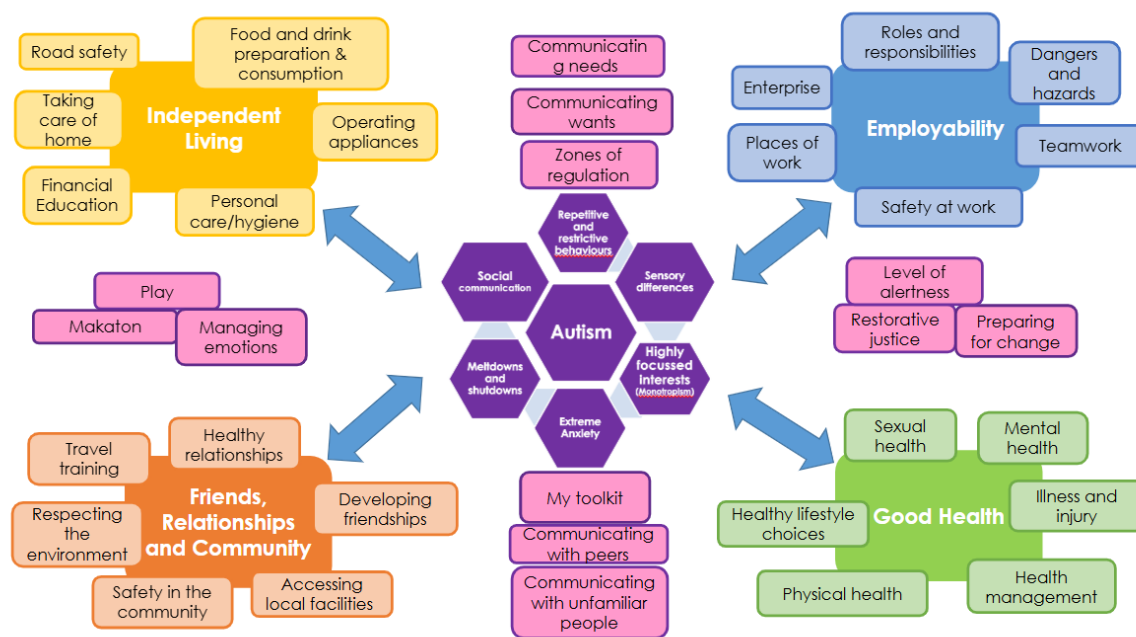 Road safety
Food and drink
preparation &
consumption
Taking
care of
home
Independent
Living
Operating
appliances
Financial
Education
Personal
care/hygiene
Communicatin
g needs
Communicating
wants
Zones of
regulation
Roles and
responsibilities
Dangers
and
hazards
Enterprise
Employability
Places of
work
Teamwork
Safety at work
Repetitive
and
restrictive
behaviours
Social
communication
Sensory
differences
Autism
Meltdowns
and
shutdowns
Highly
focussed
Interests
(Monotropism)
Extreme
Anxiety
Play
Makaton
Managing
emotions
Level of
alertness
Restorative
justice
Preparing
for change
Travel
training
Healthy
relationships
Friends,
Relationships
and Community
Developing
friendships
Respecting
the
environment
Safety in the
community
Accessing
local facilities
My toolkit
Communicating
with peers
Communicating
with unfamiliar
people
Sexual
health
Mental
health
Healthy lifestyle
choices
Good Health
Illness and
injury
Physical health
Health
management